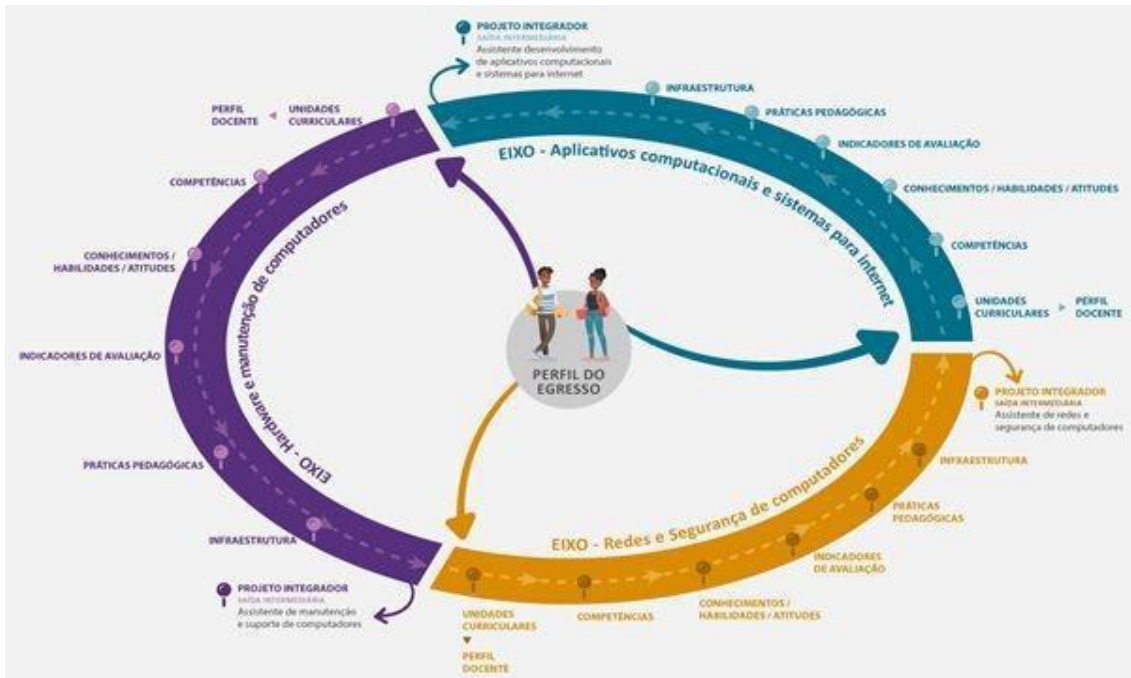 PROJETO INTEGRADOR
SAÍDA INTERMEDIÁRIA
Assistente desenvolvimento
de aplicativos computacionais
e sistemas para internet
INFRAESTRUTURA
PRÁTICAS PEDAGÓGICAS
INDICADORES DE AVALIAÇÃO
CONHECIMENTOS / HABILIDADES / ATITUDES
COMPETÊNCIAS
UNIDADES
CURRICULARES
PERFIL
DOCENTE
EIXO - Aplicativos computacionais e sistemas para internet
PERFIL
DOCENTE
UNIDADES
CURRICULARES
COMPETÊNCIAS
CONHECIMENTOS /
HABILIDADES / ATITUDES
INDICADORES DE AVALIAÇÃO
PRÁTICAS PEDAGÓGICAS
INFRAESTRUTURA
EIXO - Hardware e manutenção de computadores
PROJETO INTEGRADOR
SAÍDA INTERMEDIÁRIA
Assistente de manutenção
e suporte de computadores
PERFIL DO
EGRESSO
EIXO - Redes e Segurança de computadores
UNIDADES
CURRICULARES
PERFIL
DOCENTE
COMPETÊNCIAS
CONHECIMENTOS /
HABILIDADES / ATITUDES
INDICADORES
DE AVALIAÇÃO
PRÁTICAS
PEDAGÓGICAS
INFRAESTRUTURA
PROJETO INTEGRADOR
SAÍDA INTERMEDIÁRIA
Assistente de redes e
segurança de computadores